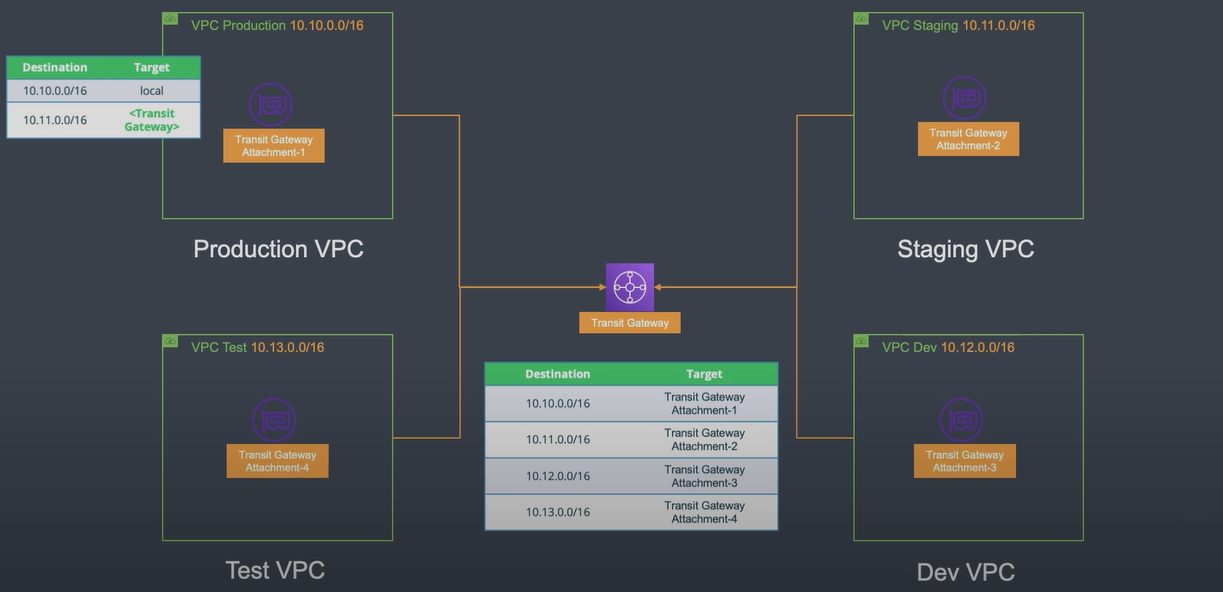 VPC Production 10.10.0.0/16
Destination Target
10.10.0.0/16 local
10.11.0.0/16 <Transit
Gateway>
Transit Gateway
Attachment-1
Production VPC
VPC Staging 10.11.0.0/16
Transit Gateway
Attachment-2
Staging VPC
Transit Gateway
VPC Test 10.13.0.0/16
Transit Gateway
Attachment-4
Test VPC
Destination Target
10.10.0.0/16 Transit Gateway
Attachment-1
10.11.0.0/16 Transit Gateway
Attachment-2
10.12.0.0/16 Transit Gateway
Attachment-3
10.13.0.0/16 Transit Gateway
Attachment-4
VPC Dev 10.12.0.0/16
Transit Gateway
Attachment-3
Dev VPC